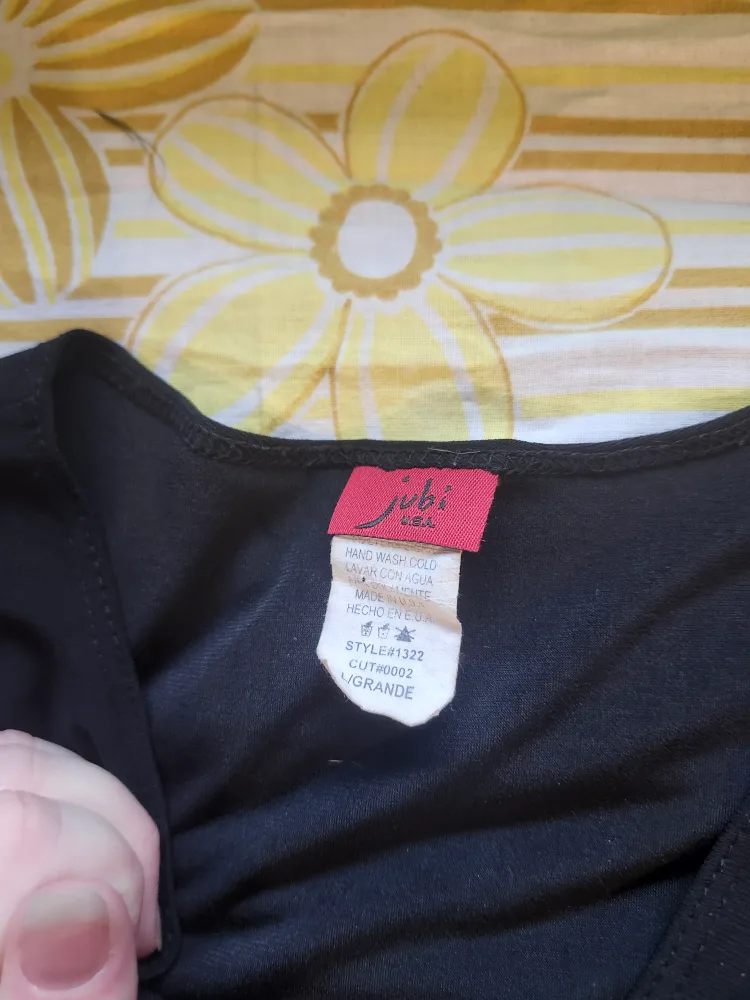 jubi
U.S.A.
HAND WASH COLD
LAVAR CON AGUA
MADE IN U.S.A.
HECHO EN E.U.A.
STYLE#1322
CUT#0002
L/GRANDE